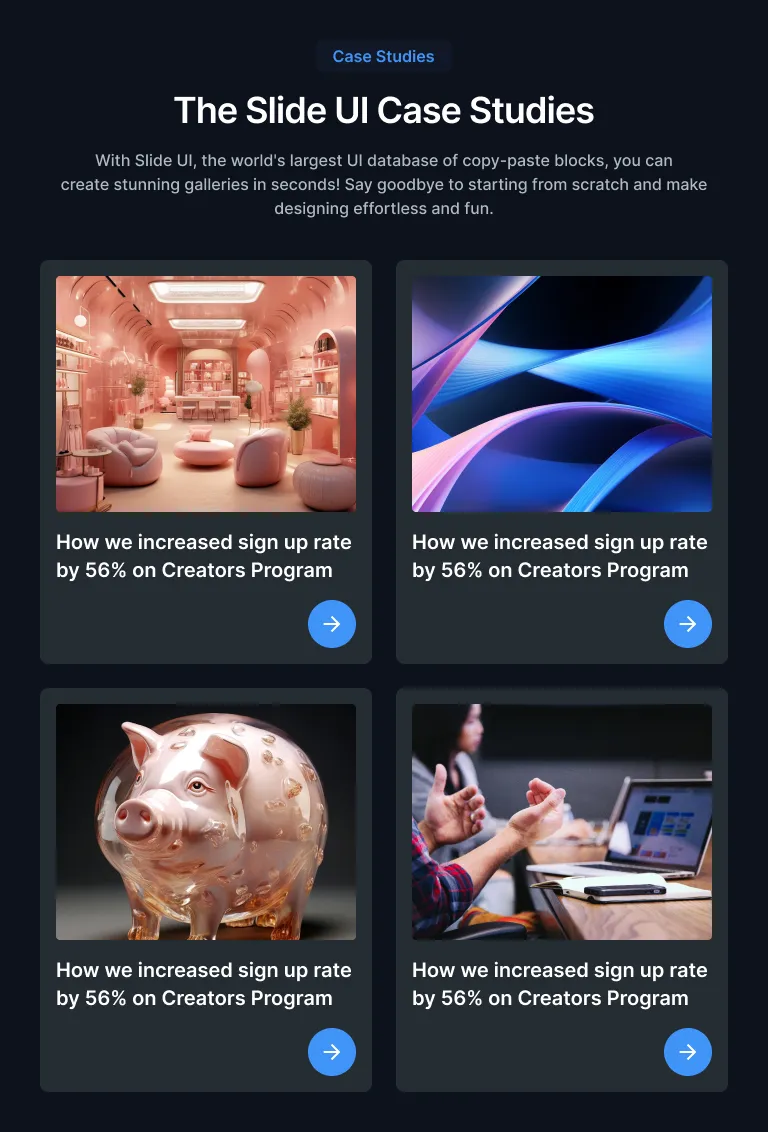 Case Studies
The Slide UI Case Studies
With Slide UI, the world's largest UI database of copy-paste blocks, you can
create stunning galleries in seconds! Say goodbye to starting from scratch and make
designing effortless and fun.
How we increased sign up rate
by 56% on Creators Program
How we increased sign up rate
by 56% on Creators Program
How we increased sign up rate
by 56% on Creators Program
How we increased sign up rate
by 56% on Creators Program